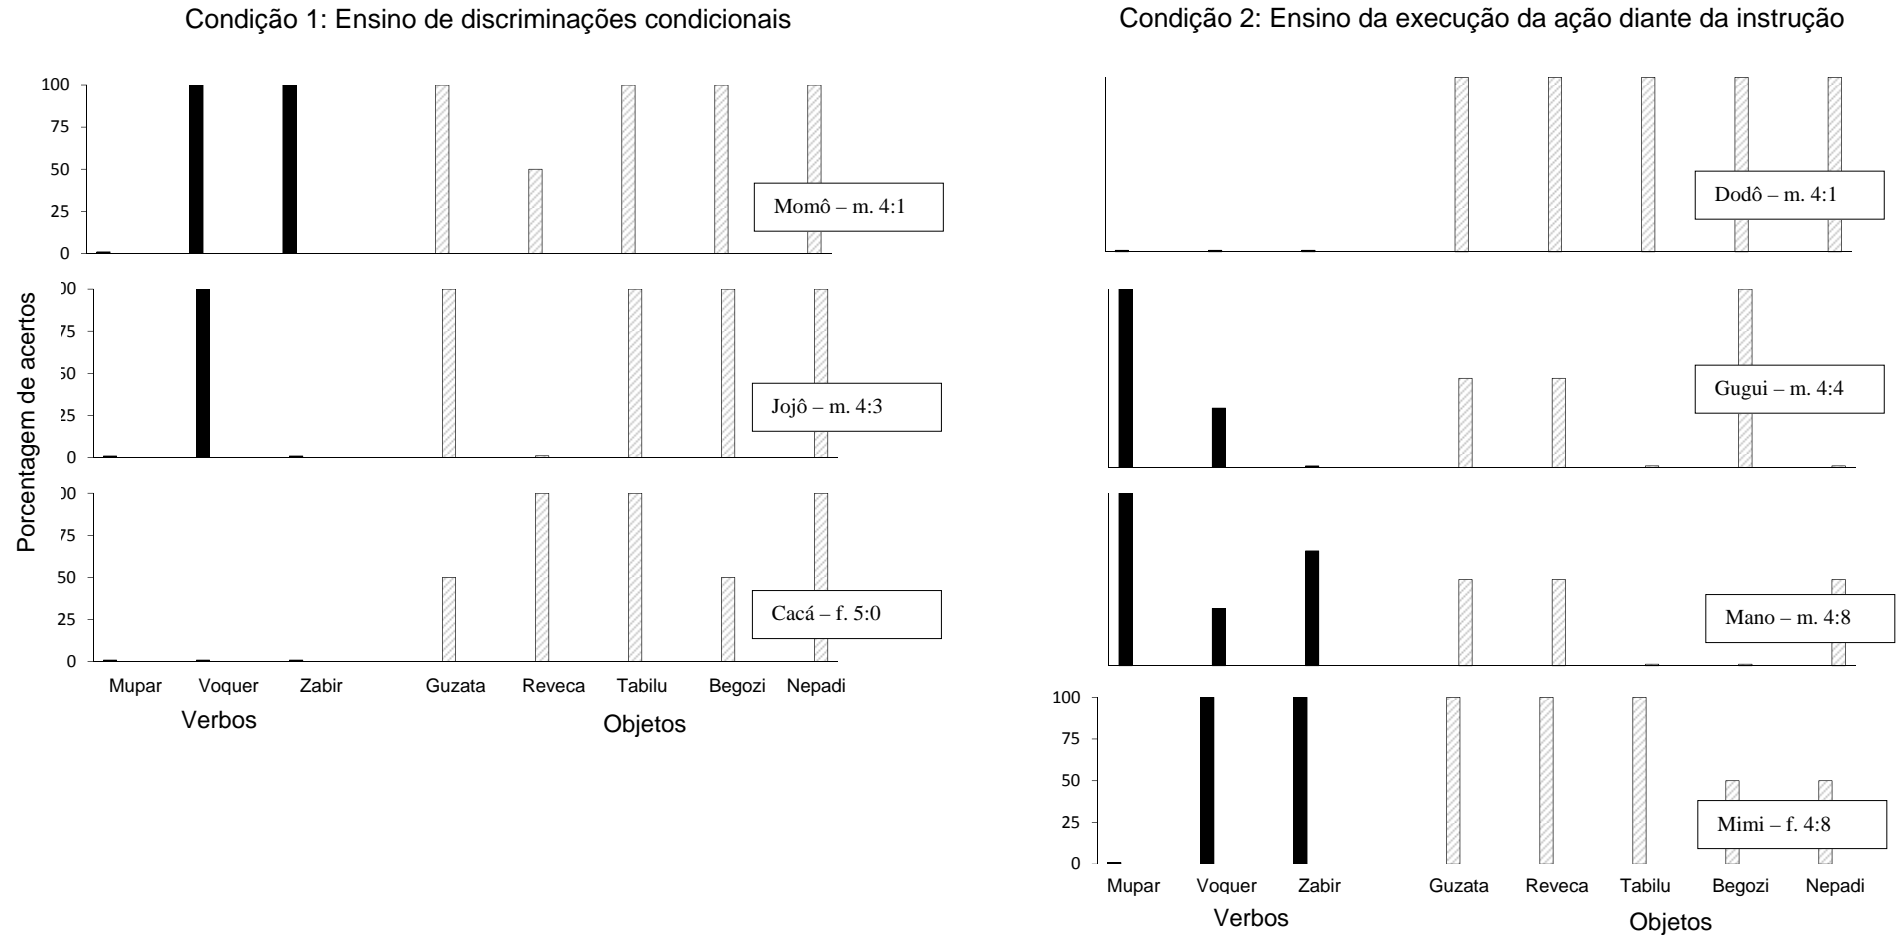 Condição 1: Ensino de discriminações condicionais
Condição 2: Ensino da execução da ação diante da instrução
Porcentagem de acertos
100
75
50
25
0
Momô – m. 4:1
Dodô – m. 4:1
00
75
50
25
0
Jojô – m. 4:3
Gugui – m. 4:4
00
75
50
25
0
Cacá – f. 5:0
Mano – m. 4:8
Mupar Voquer Zabir Guzata Reveca Tabilu Begozi Nepadi
Verbos Objetos
100
75
50
25
0
Mimi – f. 4:8
Mupar Voquer Zabir Guzata Reveca Tabilu Begozi Nepadi
Verbos Objetos